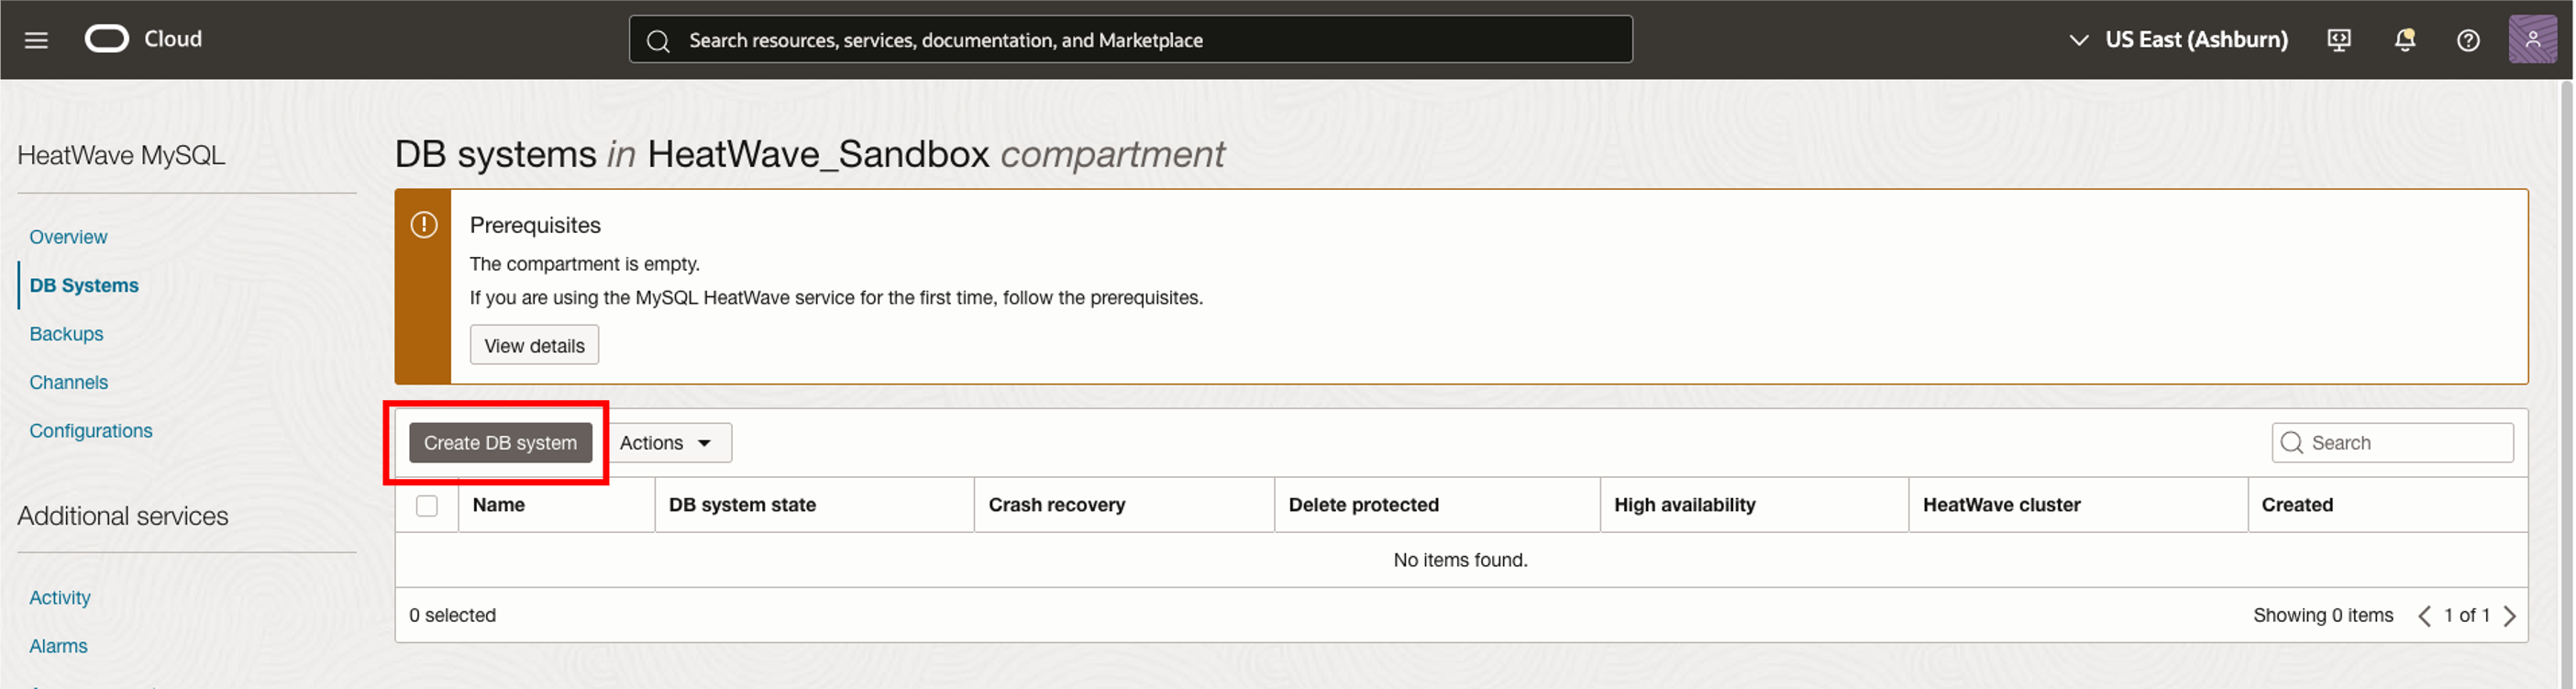 Cloud
Search resources, services, documentation, and Marketplace
US East (Ashburn)
HeatWave MySQL
Overview
DB Systems
Backups
Channels
Configurations
Additional services
Activity
Alarms
DB systems in HeatWave_Sandbox compartment
Prerequisites
The compartment is empty.
If you are using the MySQL HeatWave service for the first time, follow the prerequisites.
View details
Create DB system
Actions
Search
Name
DB system state
Crash recovery
Delete protected
High availability
HeatWave cluster
Created
No items found.
0 selected
Showing 0 items
1 of 1